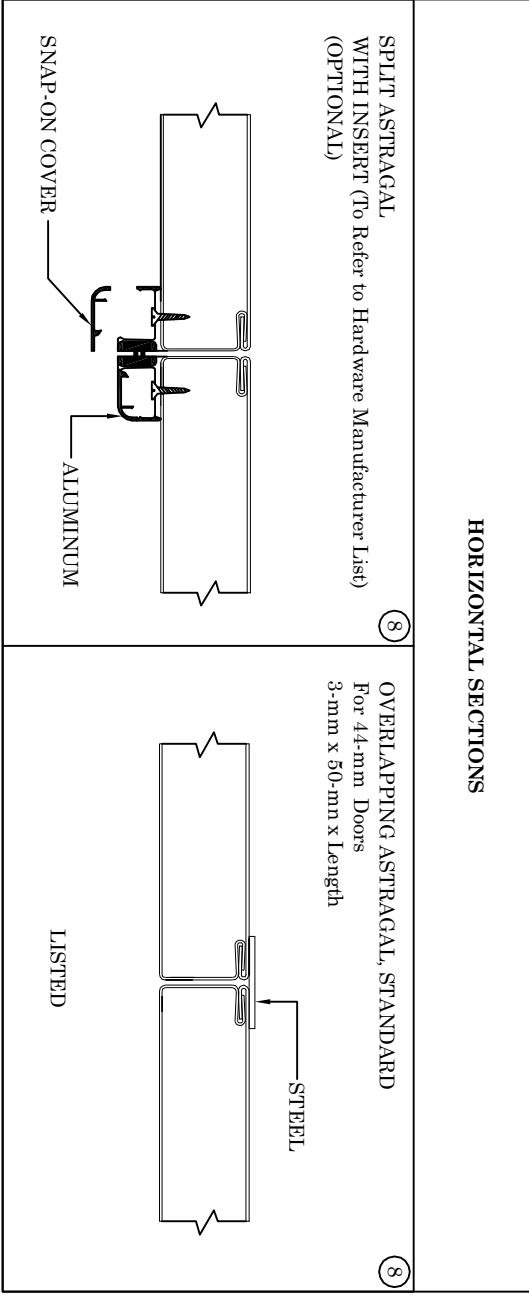 HORIZONTAL SECTIONS
SPLIT ASTRAGAL
WITH INSERT (To Refer to Hardware Manufacturer List)
(OPTIONAL)
8
SNAP-ON COVER
ALUMINUM
OVERLAPPING ASTRAGAL, STANDARD
For 44-mm Doors
3-mm x 50-mn x Length
8
STEEL
LISTED